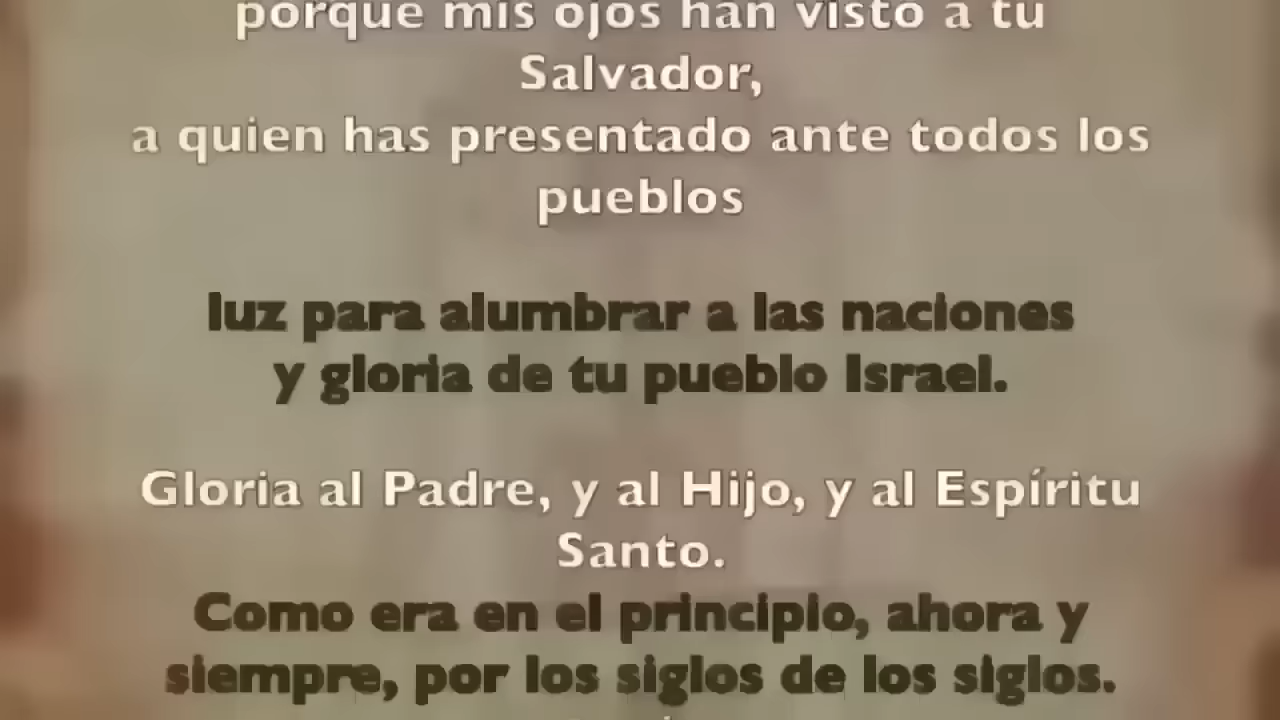 porque mis ojos han visto a tu
Salvador,
a quien has presentado ante todos los
pueblos
luz para alumbrar a las naciones
y gloria de tu pueblo Israel.
Gloria al Padre, y al Hijo, y al Espíritu
Santo.
Como era en el principio, ahora y
siempre, por los siglos de los siglos.